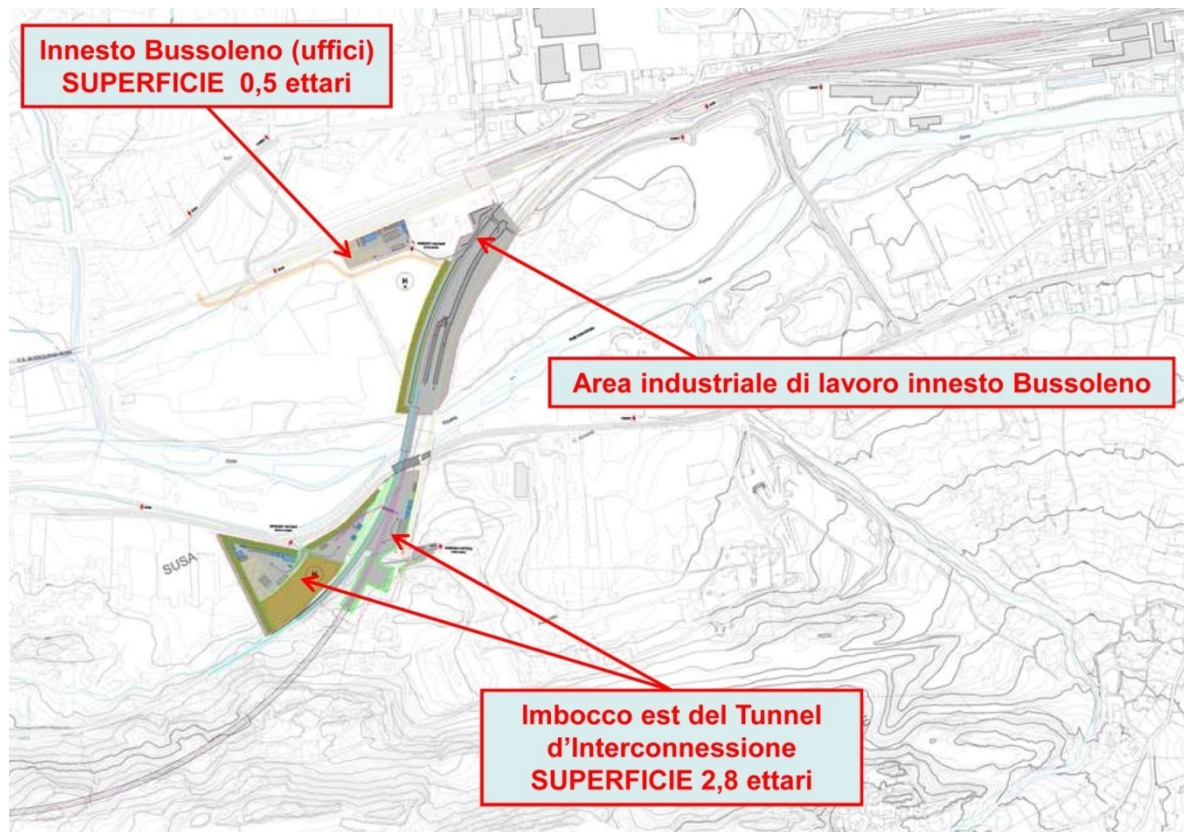 Innesto Bussoleno (uffici)
SUPERFICIE 0,5 ettari
Area industriale di lavoro innesto Bussoleno
SUSA
Imbocco est del Tunnel
d'Interconnessione
SUPERFICIE 2,8 ettari